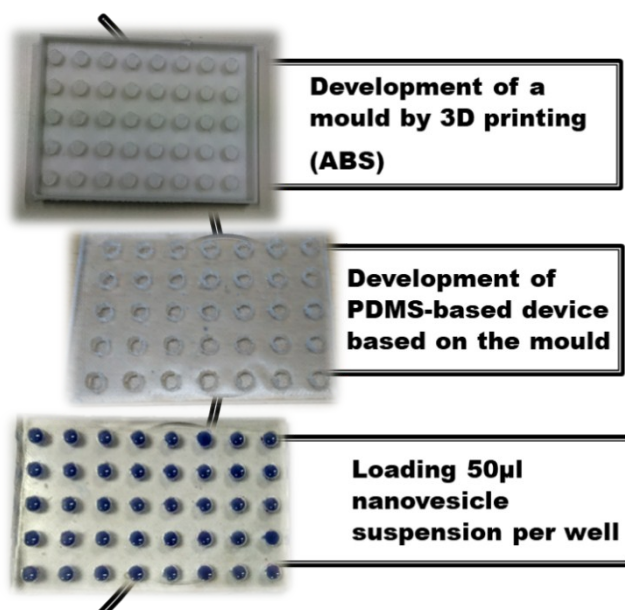 Development of a
mould by 3D printing
(ABS)
Development of
PDMS-based device
based on the mould
Loading 50µl
nanovesicle
suspension per well